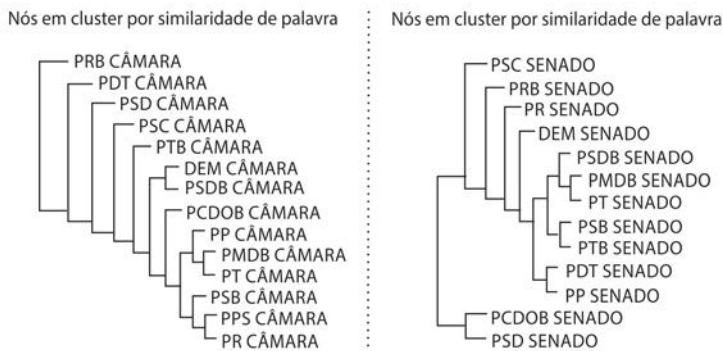 Nós em cluster por similaridade de palavra
PRB CÂMARA
PDT CÂMARA
PSD CÂMARA
PSC CÂMARA
PTB CÂMARA
DEM CÂMARA
PSDB CÂMARA
PCDOB CÂMARA
PP CÂMARA
PMDB CÂMARA
PT CÂMARA
PSB CÂMARA
PPS CÂMARA
PR CÂMARA
Nós em cluster por similaridade de palavra
PSC SENADO
PRB SENADO
PR SENADO
DEM SENADO
PSDB SENADO
PMDB SENADO
PT SENADO
PSB SENADO
PTB SENADO
PDT SENADO
PP SENADO
PCDOB SENADO
PSD SENADO